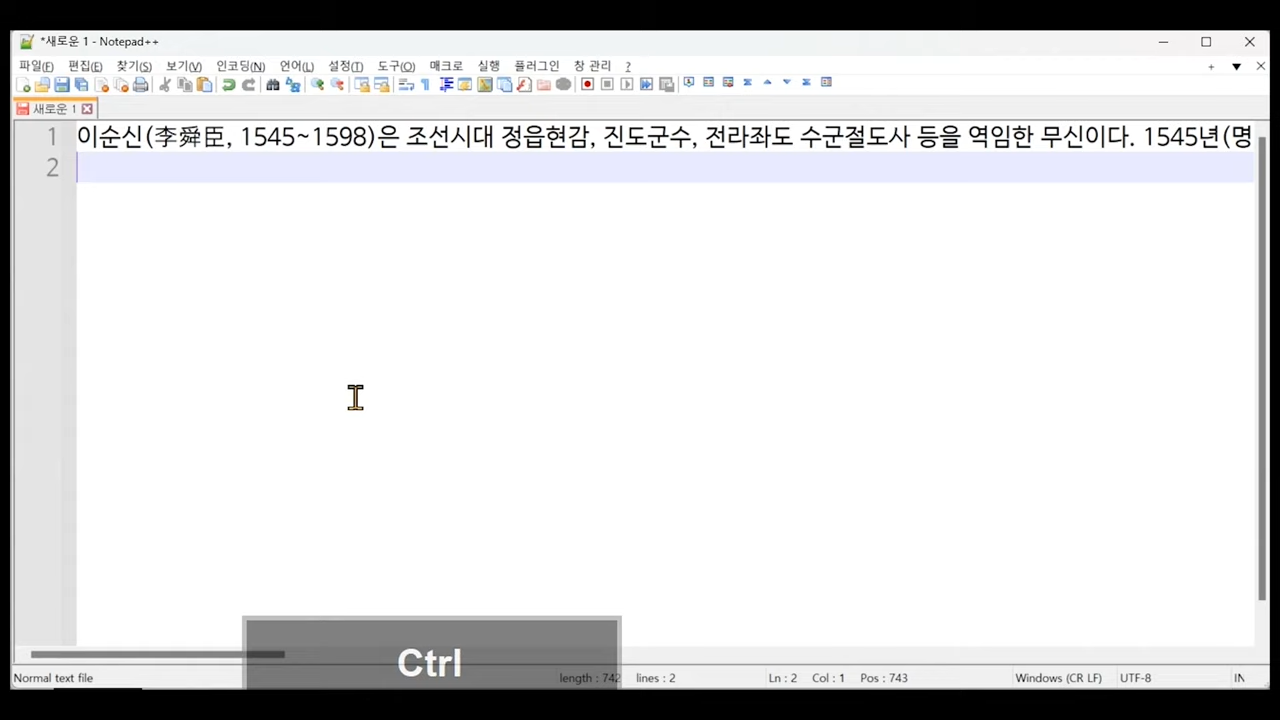 *새로운 1 - Notepad++
파일(F) 편집(E) 찾기(S) 보기(V) 인코딩(N) 언어(L) 설정(T) 도구(O) 매크로 실행 플러그인 창 관리 ?
새로운 1
1 이순신(李舜臣, 1545~1598)은 조선시대 정읍현감, 진도군수, 전라좌도 수군절도사 등을 역임한 무신이다. 1545년(명
2
Ctrl
Normal text file length : 742 lines : 2 Ln : 2 Col : 1 Pos : 743 Windows (CR LF) UTF-8 IN